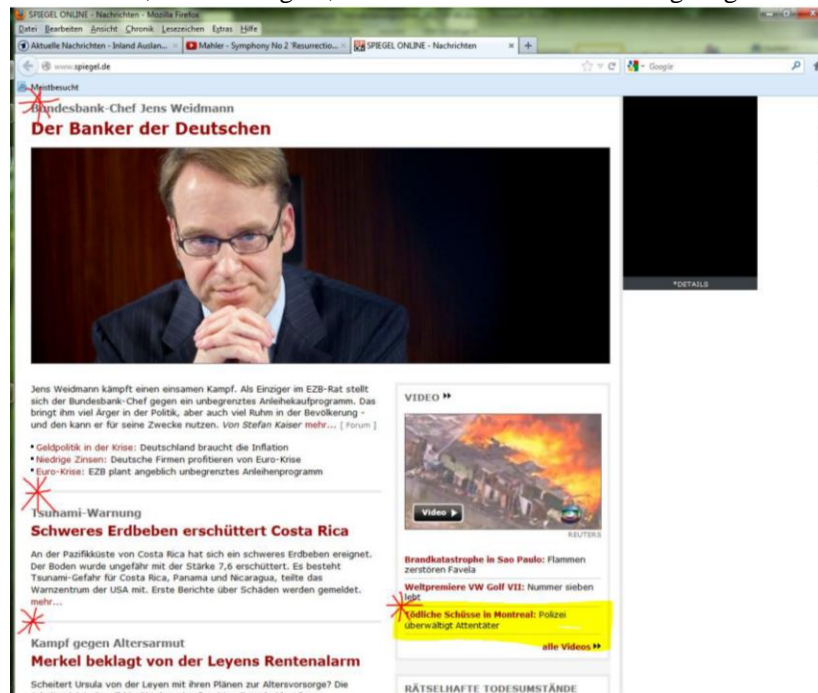 SPIEGEL ONLINE - Nachrichten - Mozilla Firefox
Datei Bearbeiten Ansicht Chronik Lesezeichen Extras Hilfe
Aktuelle Nachrichten - Inland Auslan...
Mahler - Symphony No 2 'Resurrectio...
SPIEGEL ONLINE - Nachrichten
www.spiegel.de
Google
Meistbesucht
Bundesbank-Chef Jens Weidmann
Der Banker der Deutschen
*DETAILS
Jens Weidmann kämpft einen einsamen Kampf. Als Einziger im EZB-Rat stellt
sich der Bundesbank-Chef gegen ein unbegrenztes Anleihekaufprogramm. Das
bringt ihm viel Ärger in der Politik, aber auch viel Ruhm in der Bevölkerung -
und den kann er für seine Zwecke nutzen. Von Stefan Kaiser mehr... [ Forum ]
Geldpolitik in der Krise: Deutschland braucht die Inflation
Niedrige Zinsen: Deutsche Firmen profitieren von Euro-Krise
Euro-Krise: EZB plant angeblich unbegrenztes Anleihenprogramm
Tsunami-Warnung
Schweres Erdbeben erschüttert Costa Rica
An der Pazifikküste von Costa Rica hat sich ein schweres Erdbeben ereignet.
Der Boden wurde ungefähr mit der Stärke 7,6 erschüttert. Es besteht
Tsunami-Gefahr für Costa Rica, Panama und Nicaragua, teilte das
Warnzentrum der USA mit. Erste Berichte über Schäden werden gemeldet.
mehr...
Kampf gegen Altersarmut
Merkel beklagt von der Leyens Rentenalarm
Scheitert Ursula von der Leyen mit ihren Plänen zur Altersvorsorge? Die
VIDEO
Video
REUTERS
Brandkatastrophe in Sao Paulo: Flammen
zerstören Favela
Weltpremiere VW Golf VII: Nummer sieben
lebt
Tödliche Schüsse in Montreal: Polizei
überwältigt Attentäter
alle Videos
RÄTSELHAFTE TODESUMSTÄNDE